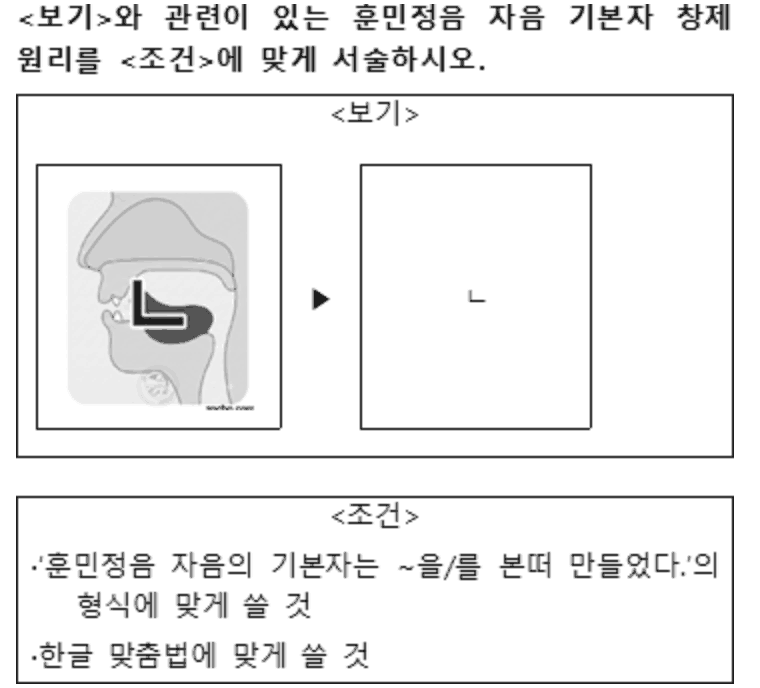 <보기>와 관련이 있는 훈민정음 자음 기본자 창제
원리를 <조건>에 맞게 서술하시오.
<보기>
ㄴ
▶
ㄴ
<조건>
·'훈민정음 자음의 기본자는 ~을/를 본떠 만들었다.'의
형식에 맞게 쓸 것
·한글 맞춤법에 맞게 쓸 것